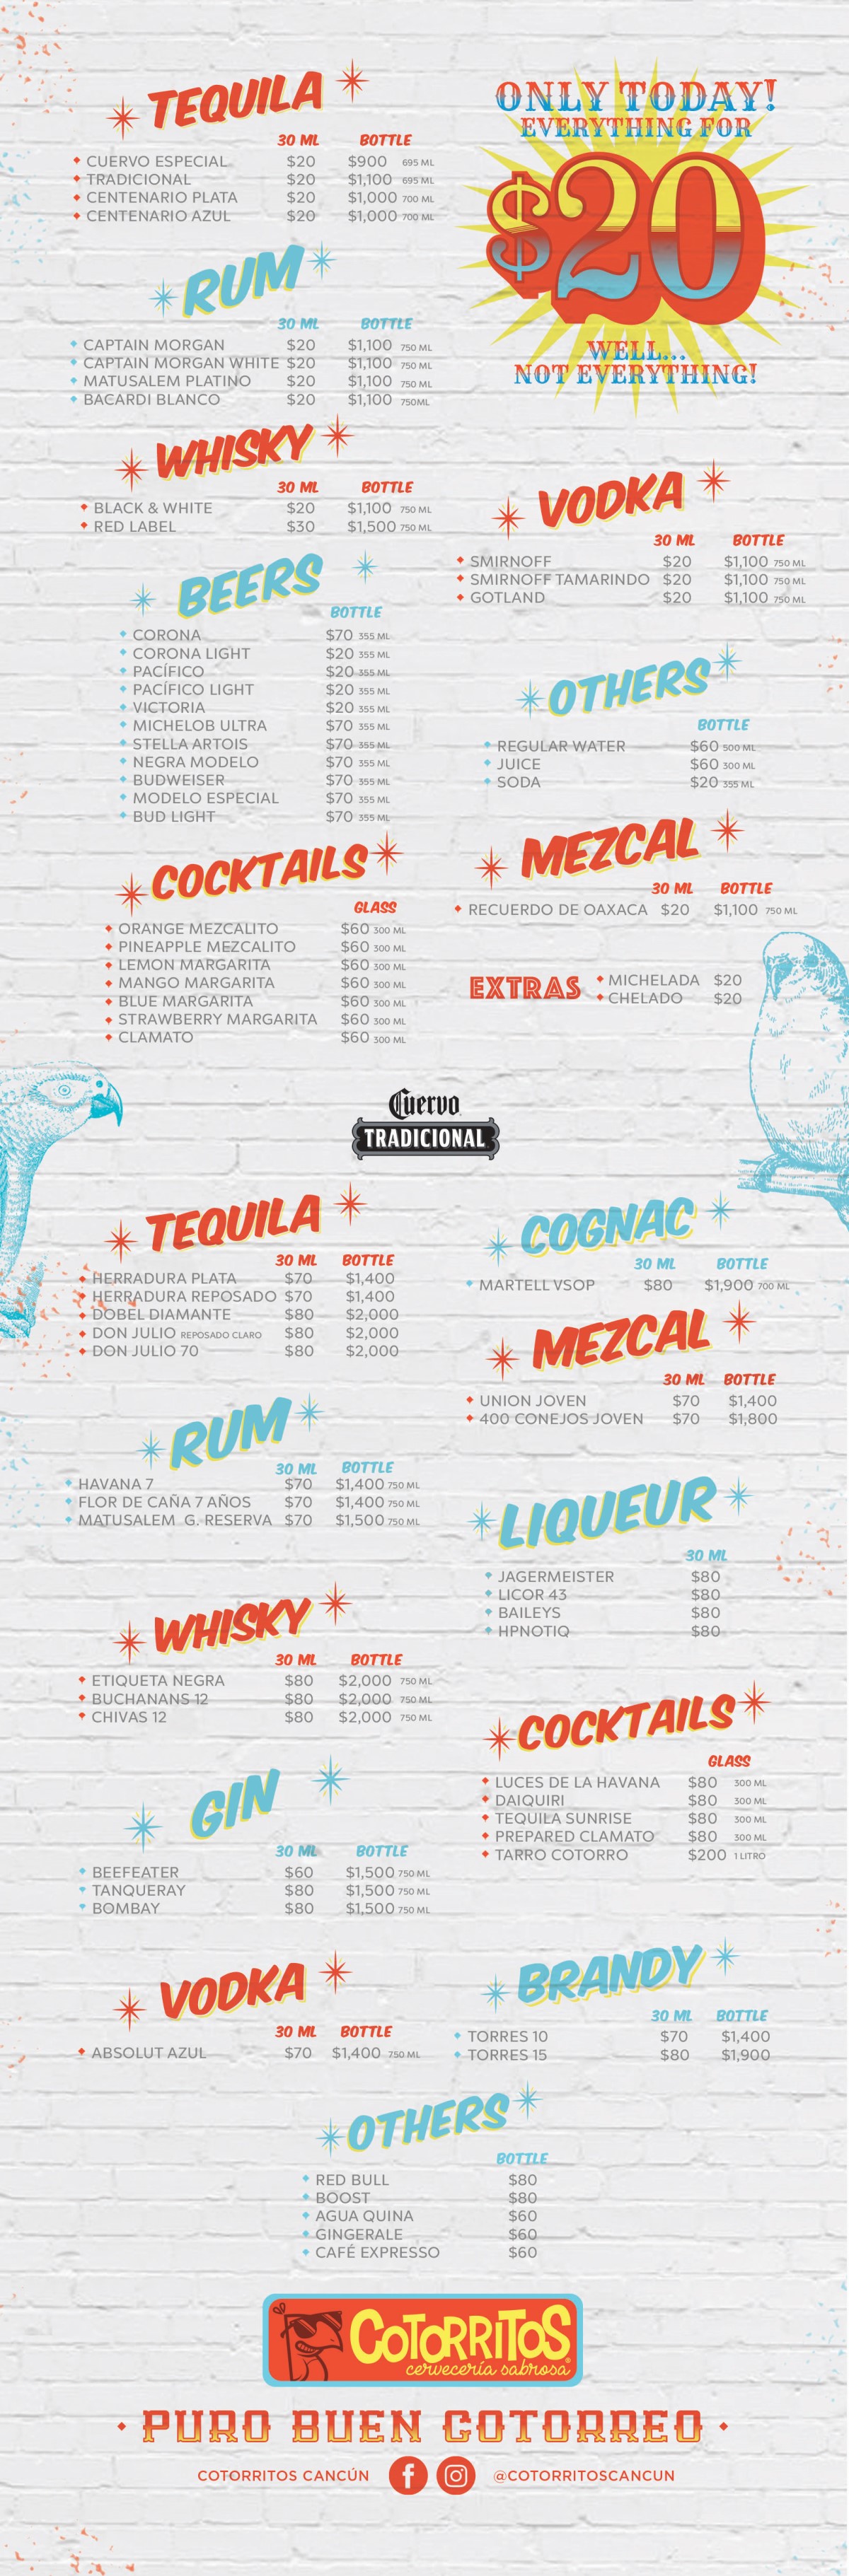 TEQUILA
30 ML BOTTLE
CUERVO ESPECIAL $20 $900 695 ML
TRADICIONAL $20 $1,100 695 ML
CENTENARIO PLATA $20 $1,000 700 ML
CENTENARIO AZUL $20 $1,000 700 ML
ONLY TODAY!
EVERYTHING FOR
$20
WELL...
NOT EVERYTHING!
RUM
30 ML BOTTLE
CAPTAIN MORGAN $20 $1,100 750 ML
CAPTAIN MORGAN WHITE $20 $1,100 750 ML
MATUSALEM PLATINO $20 $1,100 750 ML
BACARDI BLANCO $20 $1,100 750ML
WHISKY
30 ML BOTTLE
BLACK & WHITE $20 $1,100 750 ML
RED LABEL $30 $1,500 750 ML
VODKA
30 ML BOTTLE
SMIRNOFF $20 $1,100 750 ML
SMIRNOFF TAMARINDO $20 $1,100 750 ML
GOTLAND $20 $1,100 750 ML
BEERS
BOTTLE
CORONA $70 355 ML
CORONA LIGHT $20 355 ML
PACÍFICO $20 355 ML
PACÍFICO LIGHT $20 355 ML
VICTORIA $20 355 ML
MICHELOB ULTRA $70 355 ML
STELLA ARTOIS $70 355 ML
NEGRA MODELO $70 355 ML
BUDWEISER $70 355 ML
MODELO ESPECIAL $70 355 ML
BUD LIGHT $70 355 ML
OTHERS
BOTTLE
REGULAR WATER $60 500 ML
JUICE $60 300 ML
SODA $20 355 ML
COCKTAILS
GLASS
ORANGE MEZCALITO $60 300 ML
PINEAPPLE MEZCALITO $60 300 ML
LEMON MARGARITA $60 300 ML
MANGO MARGARITA $60 300 ML
BLUE MARGARITA $60 300 ML
STRAWBERRY MARGARITA $60 300 ML
CLAMATO $60 300 ML
MEZCAL
30 ML BOTTLE
RECUERDO DE OAXACA $20 $1,100 750 ML
EXTRAS
MICHELADA $20
CHELADO $20
Cuervo
TRADICIONAL
TEQUILA
30 ML BOTTLE
HERRADURA PLATA $70 $1,400
HERRADURA REPOSADO $70 $1,400
DOBEL DIAMANTE $80 $2,000
DON JULIO REPOSADO CLARO $80 $2,000
DON JULIO 70 $80 $2,000
COGNAC
30 ML BOTTLE
MARTELL VSOP $80 $1,900 700 ML
MEZCAL
30 ML BOTTLE
UNION JOVEN $70 $1,400
400 CONEJOS JOVEN $70 $1,800
RUM
30 ML BOTTLE
HAVANA 7 $70 $1,400 750 ML
FLOR DE CAÑA 7 AÑOS $70 $1,400 750 ML
MATUSALEM G. RESERVA $70 $1,500 750 ML
LIQUEUR
30 ML
JAGERMEISTER $80
LICOR 43 $80
BAILEYS $80
HPNOTIQ $80
WHISKY
30 ML BOTTLE
ETIQUETA NEGRA $80 $2,000 750 ML
BUCHANANS 12 $80 $2,000 750 ML
CHIVAS 12 $80 $2,000 750 ML
COCKTAILS
GLASS
LUCES DE LA HAVANA $80 300 ML
DAIQUIRI $80 300 ML
TEQUILA SUNRISE $80 300 ML
PREPARED CLAMATO $80 300 ML
TARRO COTORRO $200 1 LITRO
GIN
30 ML BOTTLE
BEEFEATER $60 $1,500 750 ML
TANQUERAY $80 $1,500 750 ML
BOMBAY $80 $1,500 750 ML
VODKA
30 ML BOTTLE
ABSOLUT AZUL $70 $1,400 750 ML
BRANDY
30 ML BOTTLE
TORRES 10 $70 $1,400
TORRES 15 $80 $1,900
OTHERS
BOTTLE
RED BULL $80
BOOST $80
AGUA QUINA $60
GINGERALE $60
CAFÉ EXPRESSO $60
COTORRITOS
cervecería sabrosa
PURO BUEN COTORREO
COTORRITOS CANCÚN @COTORRITOSCANCUN